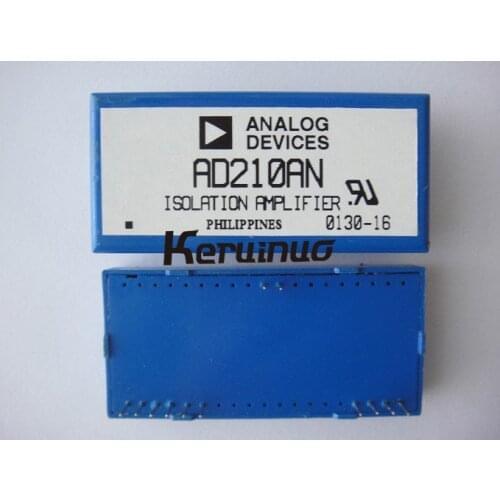 ANALOG
DEVICES
AD210AN
ISOLATION AMPLIFIER
PHILIPPINES 0130-16
Keruinuo